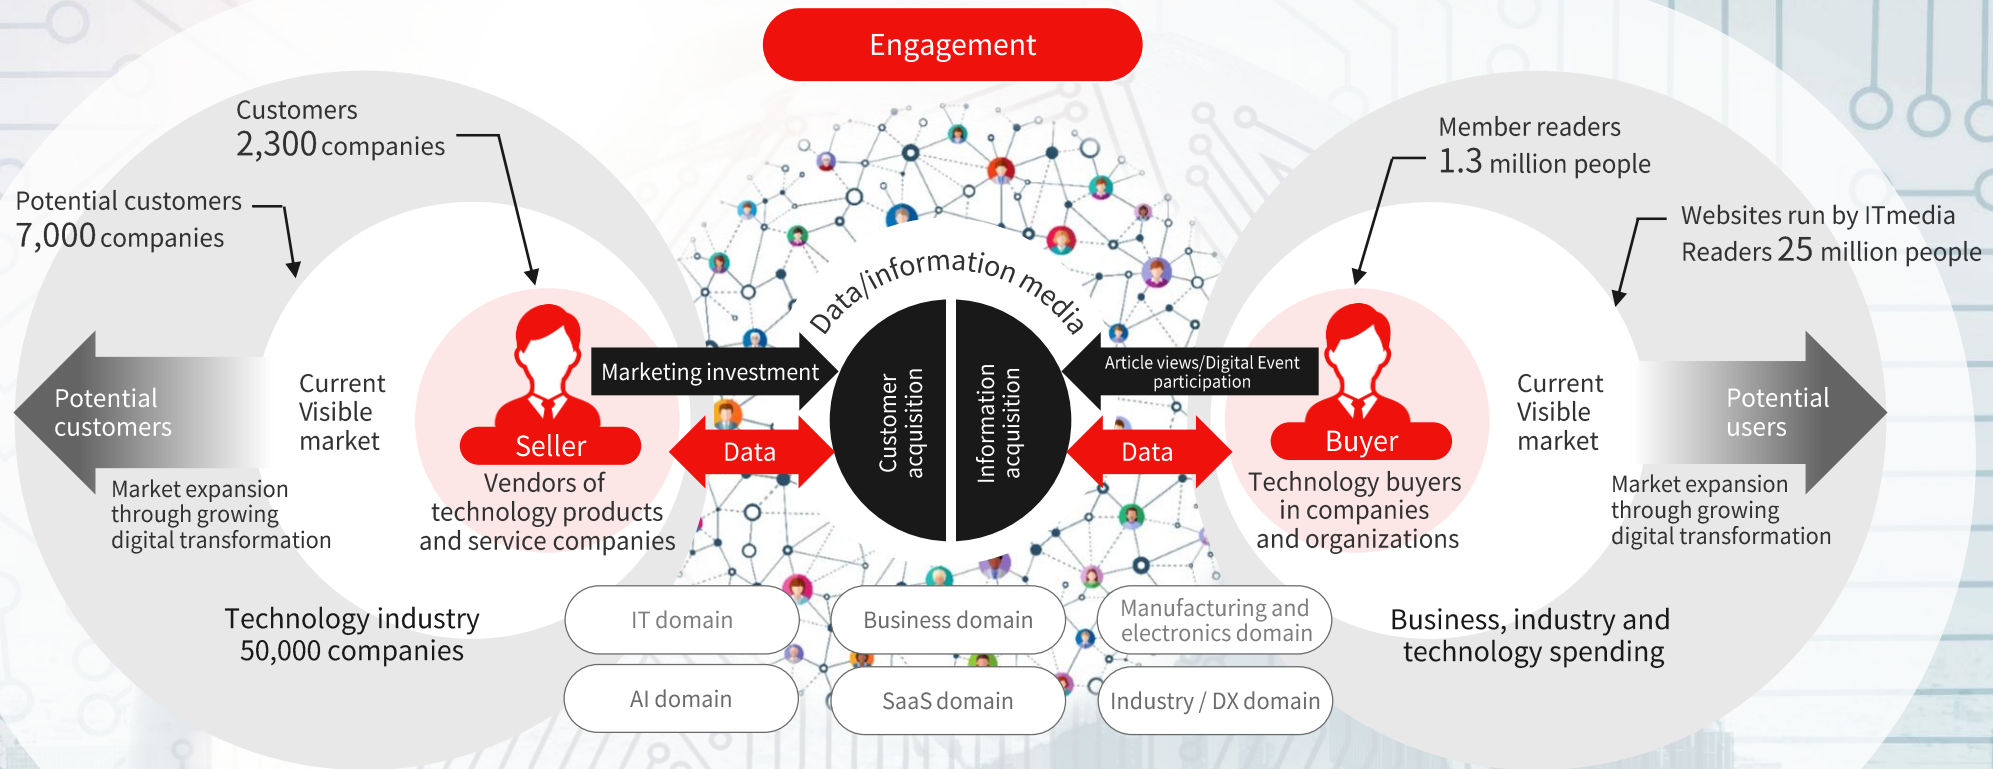 Engagement
Customers
2,300 companies
Potential customers
7,000 companies
Member readers
1.3 million people
Websites run by ITmedia
Readers 25 million people
Data/information media
Potential
customers
Current
Visible
market
Marketing investment
Customer
acquisition
Information
acquisition
Article views/Digital Event
participation
Current
Visible
market
Potential
users
Seller
Data
Data
Buyer
Vendors of
technology products
and service companies
Technology buyers
in companies
and organizations
Market expansion
through growing
digital transformation
Market expansion
through growing
digital transformation
Technology industry
50,000 companies
IT domain
Business domain
Manufacturing and
electronics domain
Business, industry and
technology spending
AI domain
SaaS domain
Industry / DX domain